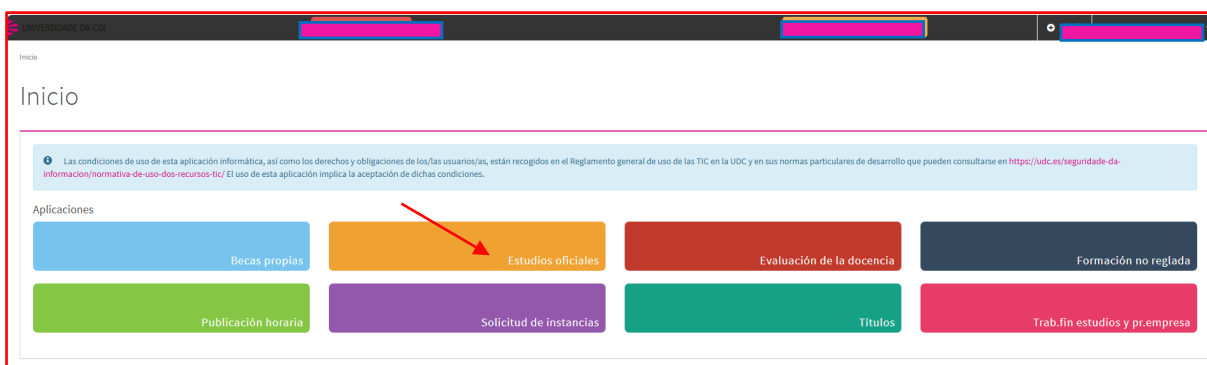 UNIVERSIDADE DA COR
Inicio
Inicio
Las condiciones de uso de esta aplicación informática, así como los derechos y obligaciones de los/las usuarios/as, están recogidos en el Reglamento general de uso de las TIC en la UDC y en sus normas particulares de desarrollo que pueden consultarse en https://udc.es/seguridade-da-
informacion/normativa-de-uso-dos-recursos-tic/ El uso de esta aplicación implica la aceptación de dichas condiciones.
Aplicaciones
Becas propias
Estudios oficiales
Evaluación de la docencia
Formación no reglada
Publicación horaria
Solicitud de instancias
Títulos
Trab.fin estudios y pr.empresa